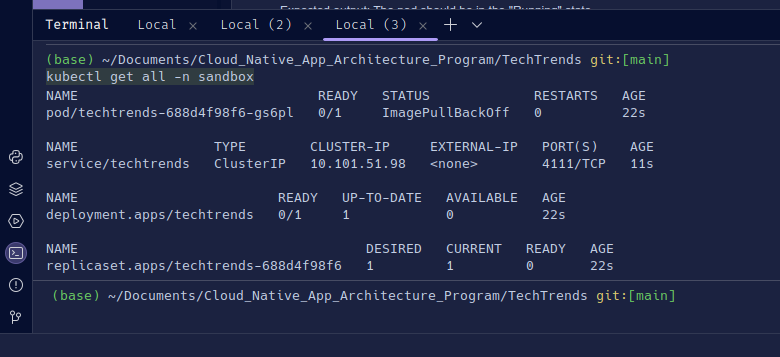 Expected output: The pod should be in the "Running" state.
Terminal Local × Local (2) × Local (3) ×
(base) ~/Documents/Cloud_Native_App_Architecture_Program/TechTrends git:[main]
kubectl get all -n sandbox
NAME READY STATUS RESTARTS AGE
pod/techtrends-688d4f98f6-gs6pl 0/1 ImagePullBackOff 0 22s
NAME TYPE CLUSTER-IP EXTERNAL-IP PORT(S) AGE
service/techtrends ClusterIP 10.101.51.98 <none> 4111/TCP 11s
NAME READY UP-TO-DATE AVAILABLE AGE
deployment.apps/techtrends 0/1 1 0 22s
NAME DESIRED CURRENT READY AGE
replicaset.apps/techtrends-688d4f98f6 1 1 0 22s
(base) ~/Documents/Cloud_Native_App_Architecture_Program/TechTrends git:[main]